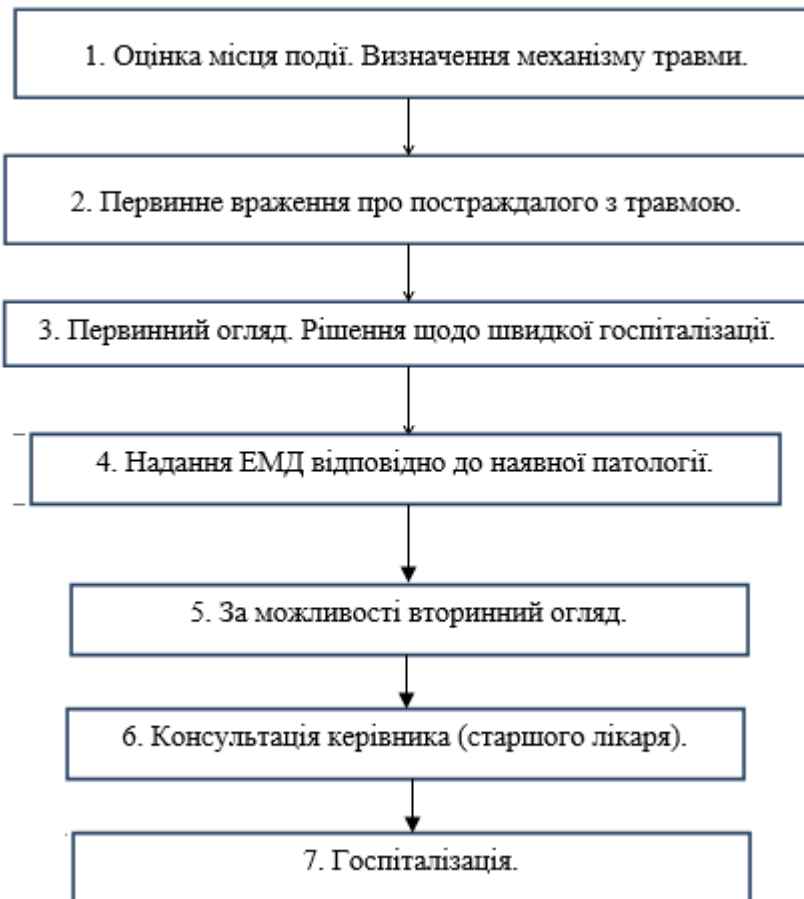 1. Оцінка місця події. Визначення механізму травми.
2. Первинне враження про постраждалого з травмою.
3. Первинний огляд. Рішення щодо швидкої госпіталізації.
4. Надання ЕМД відповідно до наявної патології.
5. За можливості вторинний огляд.
6. Консультація керівника (старшого лікаря).
7. Госпіталізація.